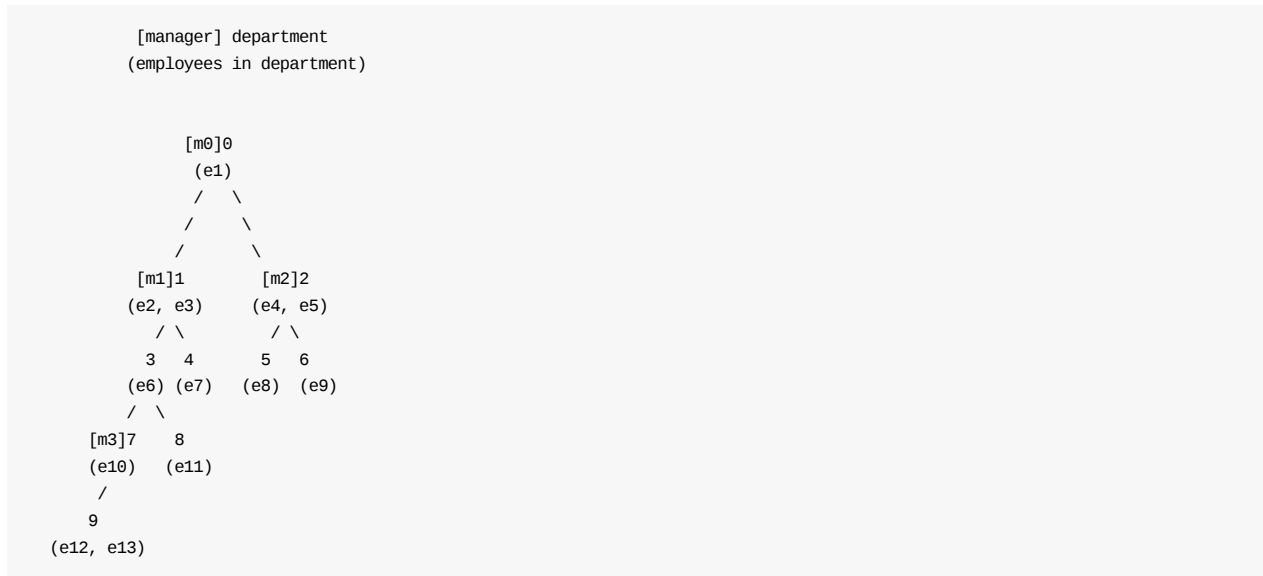 [manager] department
(employees in department)
[m0]0
(e1)
/ \
/ \
/ \
[m1]1 [m2]2
(e2, e3) (e4, e5)
/ \ / \
3 4 5 6
(e6) (e7) (e8) (e9)
/ \
[m3]7 8
(e10) (e11)
/
9
(e12, e13)